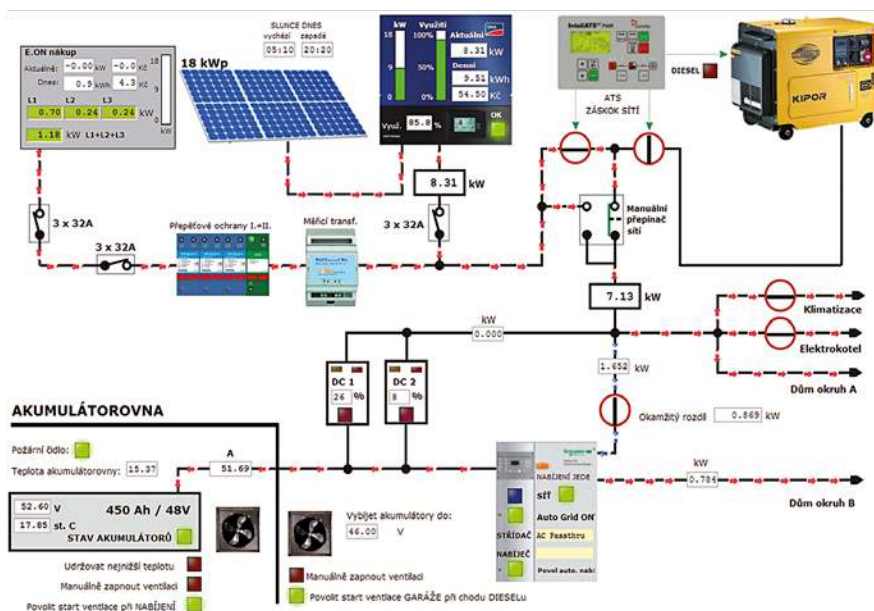 E.ON nákup
Aktuálně: -0.00 kW -0.0 Kč
Dnes: 0.9 kWh 4.3 Kč
L1 L2 L3
0.70 0.24 0.24 kW
1.18 kW L1+L2+L3
18 kW
0
SLUNCE DNES
vychází zapadá
05:10 20:20
18 kWp
kW Využití
18 100%
50%
0 0%
Aktuální
8.31 kW
Denní
9.51 kWh
54.50 Kč
Využ. 85.8 %
OK
8.31 kW
3 x 32A
3 x 32A
3 x 32A
Přepěťové ochrany I.+II.
Měřicí transf.
InteliATS
ATS
ZÁSKOK SÍTÍ
DIESEL
KIPOR
Manuální
přepínač
sítí
7.13 kW
kW
0.000
Klimatizace
Elektrokotel
Dům okruh A
1.652 kW
Okamžitý rozdíl 0.869 kW
DC 1
26 %
DC 2
8 %
AKUMULÁTOROVNA
Požární čidlo:
Teplota akumulátorovny: 15.37
A
51.69
52.60 V 450 Ah / 48V
17.85 st. C
STAV AKUMULÁTORŮ
Vybíjet akumulátory do:
46.00 V
Udržovat nejnižší teplotu
Manuálně zapnout ventilaci
Povolit start ventlace při NABÍJENÍ
Manuálně zapnout ventilaci
Povolit start ventlace GARÁŽE při chodu DIESELu
NABÍJENÍ JEDE
SÍŤ
Auto Grid ON
STŘÍDAČ AC Passthru
NABÍJEČ
Povol auto. nabí
kW
0.784
Dům okruh B